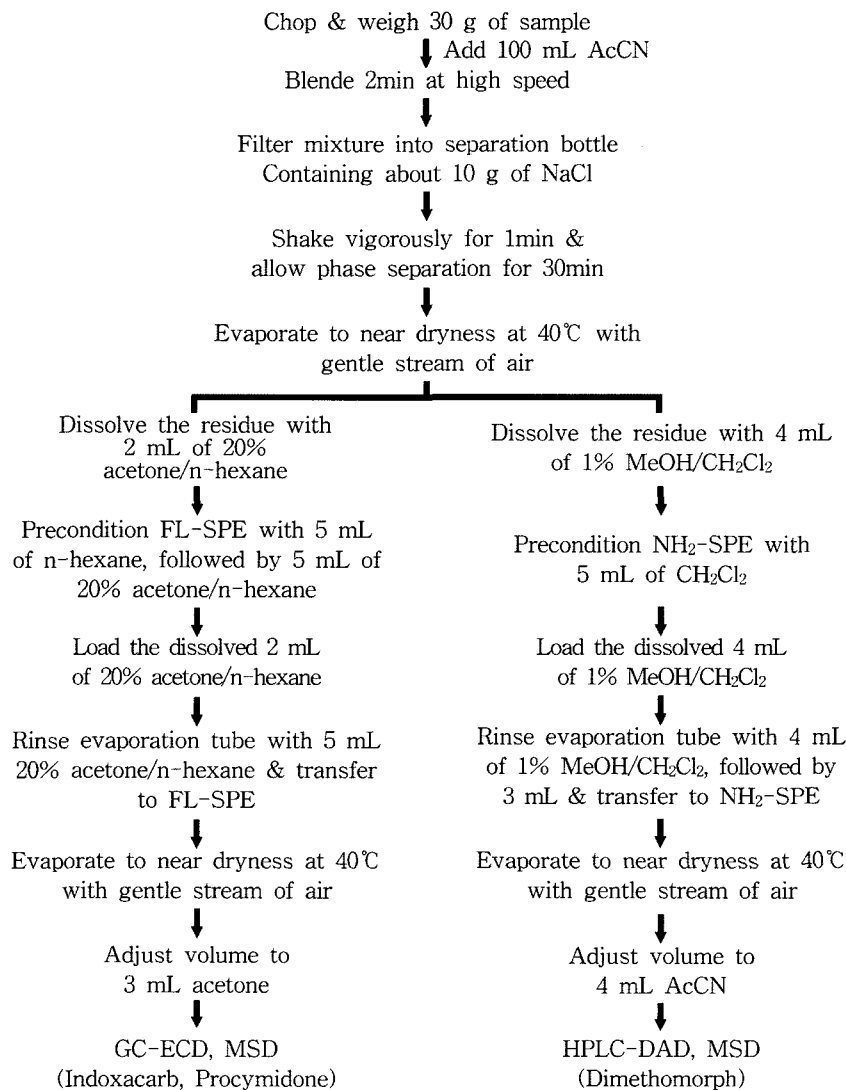 Chop & weigh 30 g of sample
Add 100 mL AcCN
Blende 2min at high speed
Filter mixture into separation bottle
Containing about 10 g of NaCl
Shake vigorously for 1min &
allow phase separation for 30min
Evaporate to near dryness at 40℃ with
gentle stream of air
Dissolve the residue with
2 mL of 20%
acetone/n-hexane
Precondition FL-SPE with 5 mL
of n-hexane, followed by 5 mL of
20% acetone/n-hexane
Load the dissolved 2 mL
of 20% acetone/n-hexane
Rinse evaporation tube with 5 mL
20% acetone/n-hexane & transfer
to FL-SPE
Evaporate to near dryness at 40℃
with gentle stream of air
Adjust volume to
3 mL acetone
GC-ECD, MSD
(Indoxacarb, Procymidone)
Dissolve the residue with 4 mL
of 1% MeOH/CH₂Cl₂
Precondition NH₂-SPE with
5 mL of CH₂Cl₂
Load the dissolved 4 mL
of 1% MeOH/CH₂Cl₂
Rinse evaporation tube with 4 mL
of 1% MeOH/CH₂Cl₂, followed by
3 mL & transfer to NH₂-SPE
Evaporate to near dryness at 40℃
with gentle stream of air
Adjust volume to
4 mL AcCN
HPLC-DAD, MSD
(Dimethomorph)